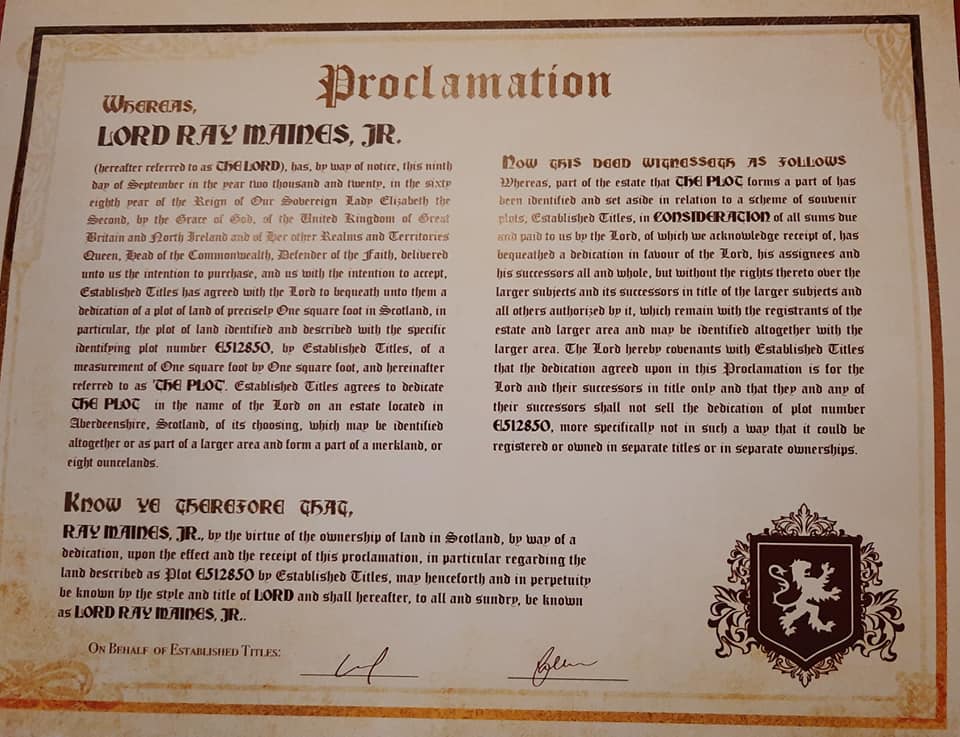 Proclamation
Whereas,
LORD RAY MAINES, JR.
(hereafter referred to as THE LORD), has, by way of notice, this ninth
day of September in the year two thousand and twenty, in the sixty
eighth year of the Reign of Our Sovereign Lady Elizabeth the
Second, by the Grace of God, of the United Kingdom of Great
Britain and North Ireland and of Her other Realms and Territories
Queen, Head of the Commonwealth, Defender of the Faith, delivered
unto us the intention to purchase, and us with the intention to accept,
Established Titles has agreed with the Lord to bequeath unto them a
dedication of a plot of land of precisely One square foot in Scotland, in
particular, the plot of land identified and described with the specific
identifying plot number E512850, by Established Titles, of a
measurement of One square foot by One square foot, and hereinafter
referred to as 'THE PLOT'. Established Titles agrees to dedicate
THE PLOT in the name of the Lord on an estate located in
Aberdeenshire, Scotland, of its choosing, which may be identified
altogether or as part of a larger area and form a part of a merkland, or
eight ouncelands.
NOW THIS DEED WITNESSETH AS FOLLOWS
Whereas, part of the estate that THE PLOT forms a part of has
been identified and set aside in relation to a scheme of souvenir
plots, Established Titles, in CONSIDERATION of all sums due
and paid to us by the Lord, of which we acknowledge receipt of, has
bequeathed a dedication in favour of the Lord, his assignees and
his successors all and whole, but without the rights thereto over the
larger subjects and its successors in title of the larger subjects and
all others authorized by it, which remain with the registrants of the
estate and larger area and may be identified altogether with the
larger area. The Lord hereby covenants with Established Titles
that the dedication agreed upon in this Proclamation is for the
Lord and their successors in title only and that they and any of
their successors shall not sell the dedication of plot number
E512850, more specifically not in such a way that it could be
registered or owned in separate titles or in separate ownerships.
Know ye therefore that,
RAY MAINES, JR., by the virtue of the ownership of land in Scotland, by way of a
dedication, upon the effect and the receipt of this proclamation, in particular regarding the
land described as Plot E512850 by Established Titles, may henceforth and in perpetuity
be known by the style and title of LORD and shall hereafter, to all and sundry, be known
as LORD RAY MAINES, JR..
On Behalf of Established Titles: